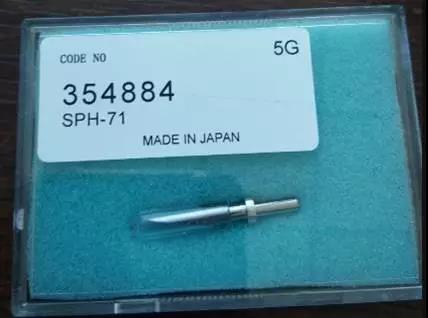 CODE NO
5G
354884
SPH-71
MADE IN JAPAN